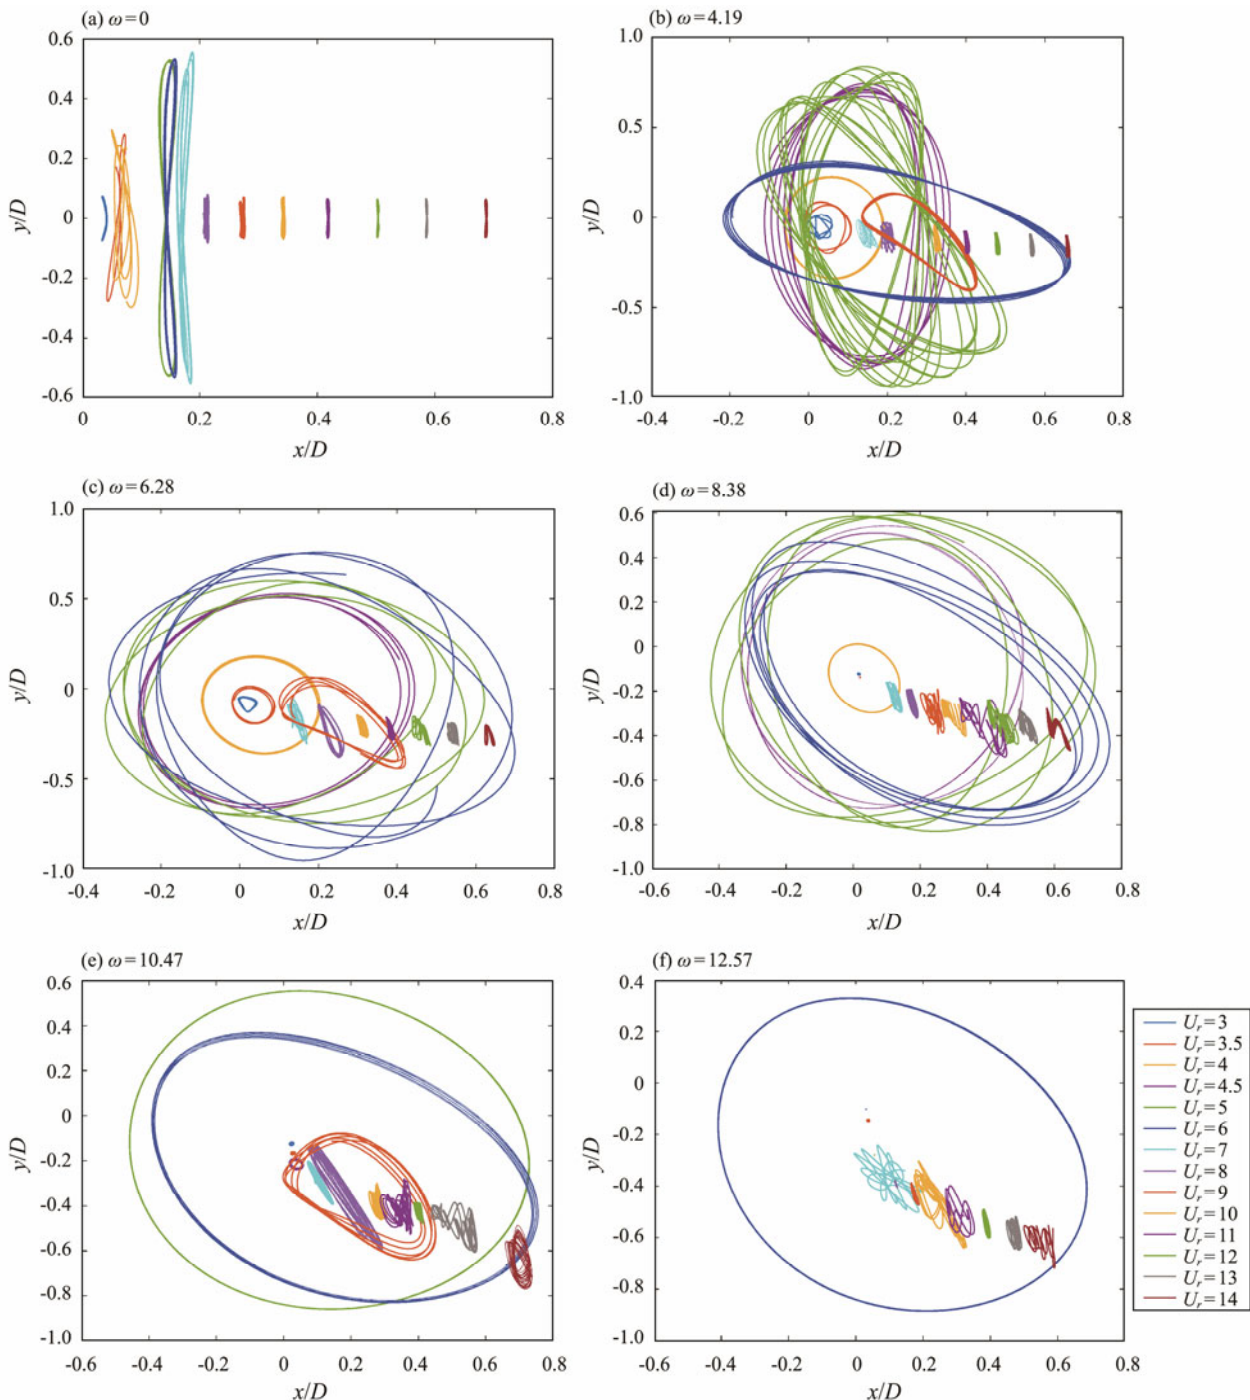 (a) ω=0
0.6
0.4
0.2
0
-0.2
-0.4
-0.6
y/D
0
0.2
0.4
0.6
0.8
x/D
(b) ω=4.19
1.0
0.5
0
-0.5
-1.0
y/D
-0.4
-0.2
0
0.2
0.4
0.6
0.8
x/D
(c) ω=6.28
1.0
0.5
0
-0.5
-1.0
y/D
-0.4
-0.2
0
0.2
0.4
0.6
0.8
x/D
(d) ω=8.38
0.6
0.4
0.2
0
-0.2
-0.4
-0.6
-0.8
-1.0
y/D
-0.6
-0.4
-0.2
0
0.2
0.4
0.6
0.8
x/D
(e) ω=10.47
0.6
0.4
0.2
0
-0.2
-0.4
-0.6
-0.8
-1.0
y/D
-0.6
-0.4
-0.2
0
0.2
0.4
0.6
0.8
x/D
(f) ω=12.57
0.4
0.2
0
-0.2
-0.4
-0.6
-0.8
-1.0
y/D
-0.6
-0.4
-0.2
0
0.2
0.4
0.6
0.8
x/D
Ur=3
Ur=3.5
Ur=4
Ur=4.5
Ur=5
Ur=6
Ur=7
Ur=8
Ur=9
Ur=10
Ur=11
Ur=12
Ur=13
Ur=14